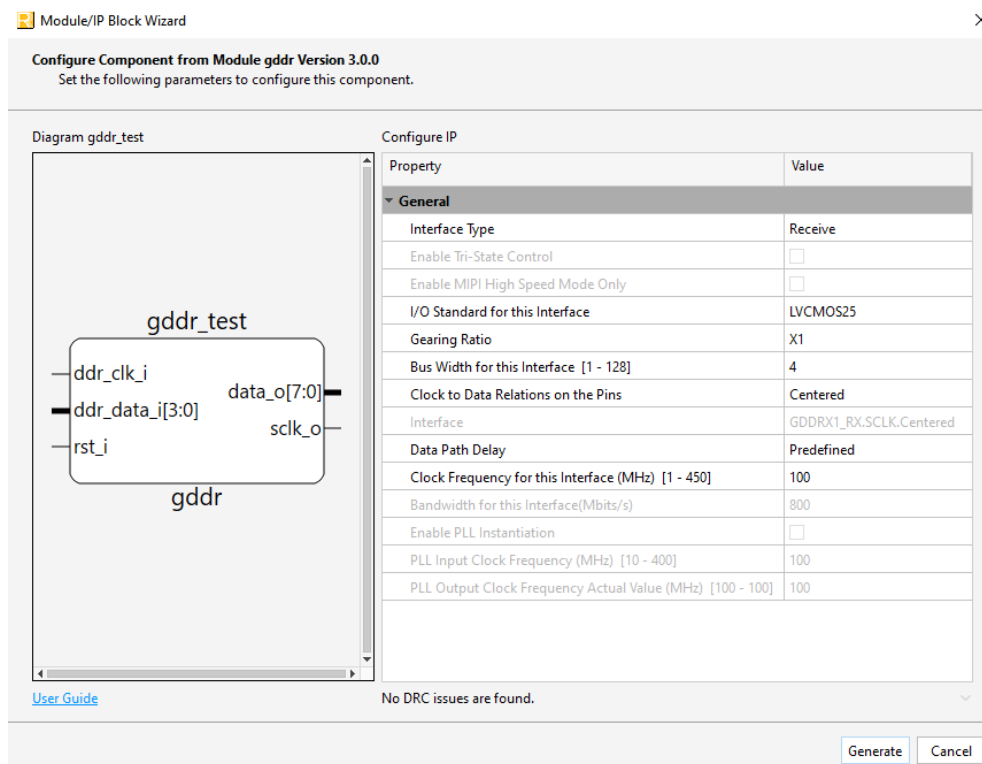 Module/IP Block Wizard
Configure Component from Module gddr Version 3.0.0
Set the following parameters to configure this component.
Diagram gddr_test
gddr_test
ddr_clk_i
ddr_data_i[3:0]
rst_i
data_o[7:0]
sclk_o
gddr
User Guide
Configure IP
Property Value
General
Interface Type Receive
Enable Tri-State Control
Enable MIPI High Speed Mode Only
I/O Standard for this Interface LVCMOS25
Gearing Ratio X1
Bus Width for this Interface [1 - 128] 4
Clock to Data Relations on the Pins Centered
Interface GDDRX1_RX.SCLK.Centered
Data Path Delay Predefined
Clock Frequency for this Interface (MHz) [1 - 450] 100
Bandwidth for this Interface(Mbits/s) 800
Enable PLL Instantiation
PLL Input Clock Frequency (MHz) [10 - 400] 100
PLL Output Clock Frequency Actual Value (MHz) [100 - 100] 100
No DRC issues are found.
Generate Cancel